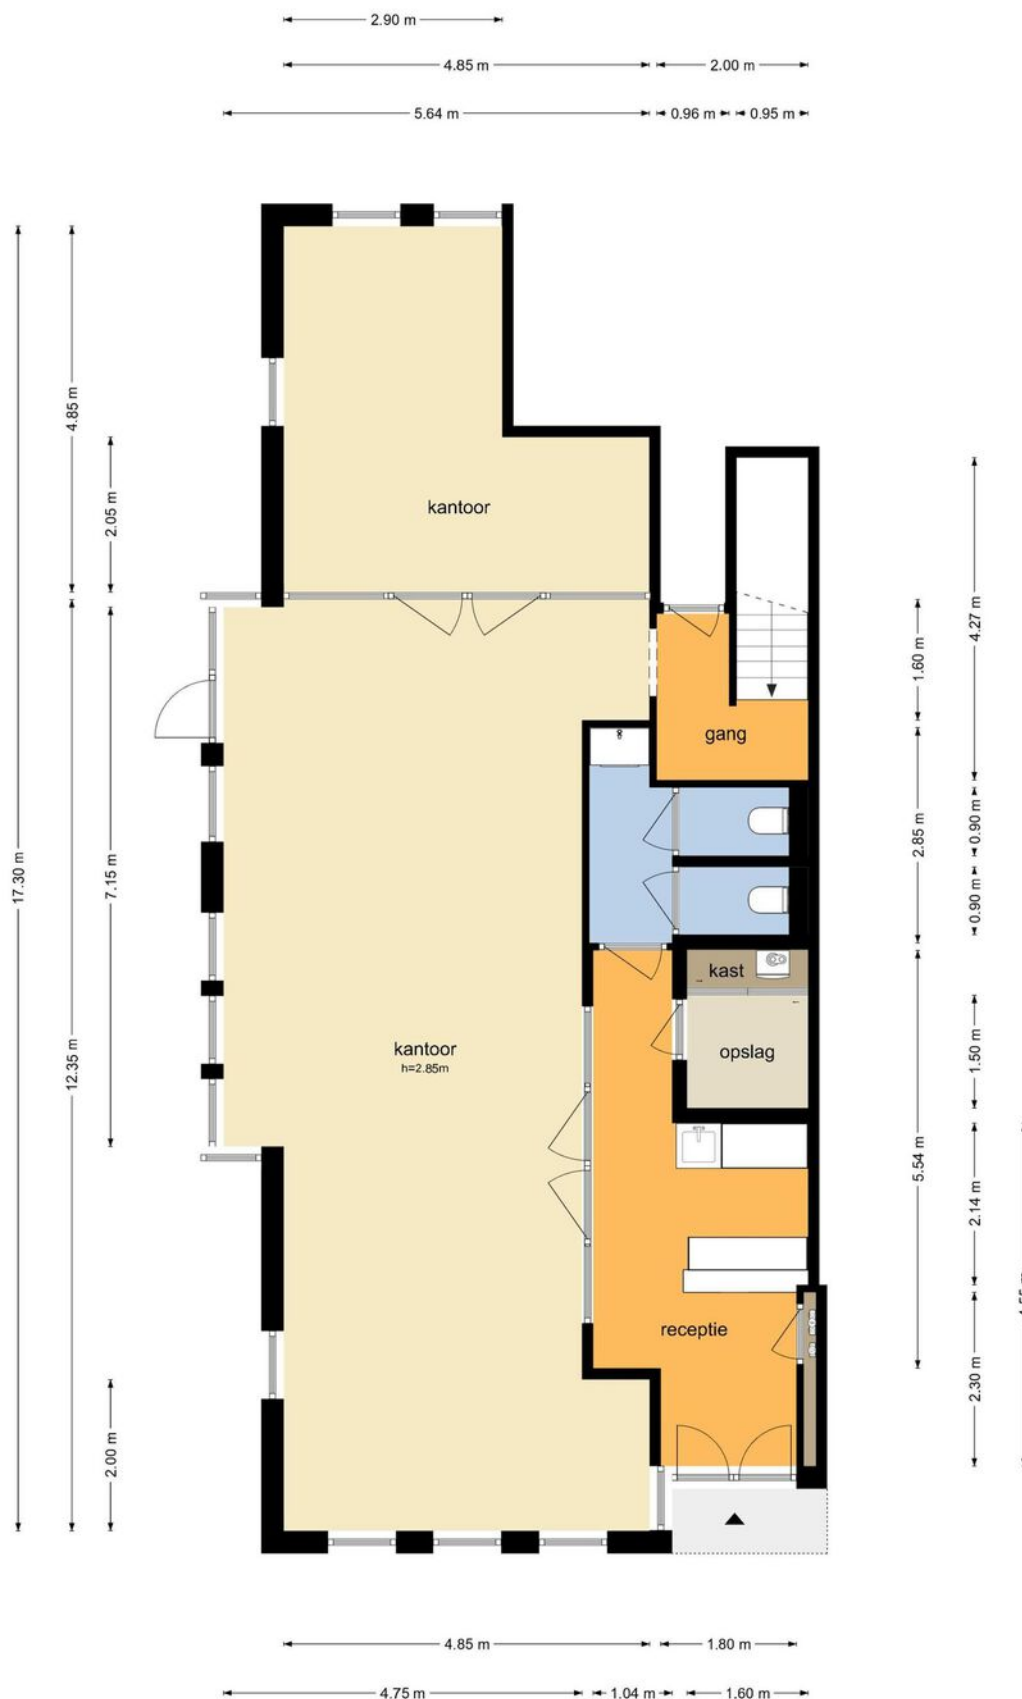 2.90 m
4.85 m
2.00 m
5.64 m
0.96 m
0.95 m
17.30 m
4.85 m
2.05 m
kantoor
4.27 m
1.60 m
gang
7.15 m
2.85 m
0.90 m
0.90 m
kast
12.35 m
kantoor
h=2.85m
opslag
1.50 m
5.54 m
2.14 m
receptie
2.30 m
2.00 m
4.85 m
1.80 m
4.75 m
1.04 m
1.60 m